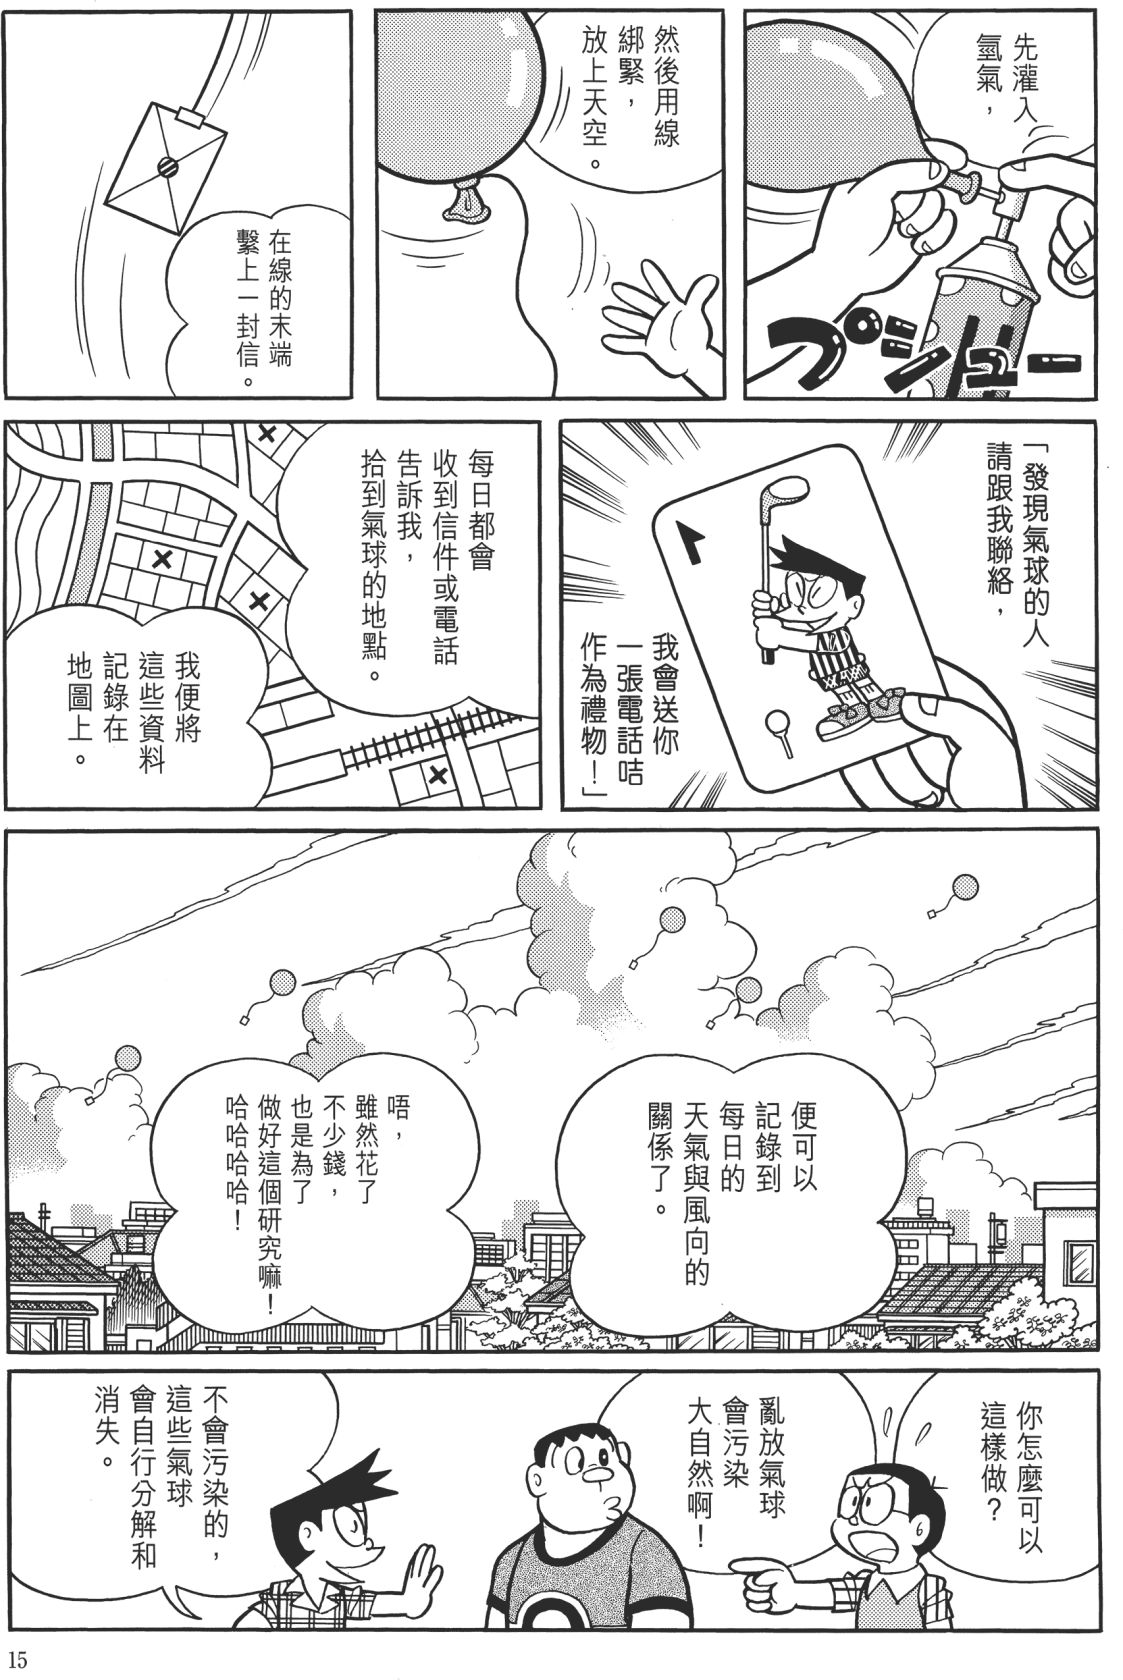 先灌入
氫氣，
プシュー
然後用線
綁緊，
放上天空。
在線的末端
繫上一封信。
「發現氣球的人
請跟我聯絡，
我會送你
一張電話咭
作為禮物！」
每日都會
收到信件或電話
告訴我，
拾到氣球的地點。
我便將
這些資料
記錄在
地圖上。
便可以
記錄到
每日的
天氣與風向的
關係了。
唔，
雖然花了
不少錢，
也是為了
做好這個研究嘛！
哈哈哈哈！
你怎麼可以
這樣做？
亂放氣球
會污染
大自然啊！
不會污染的，
這些氣球
會自行分解和
消失。
15